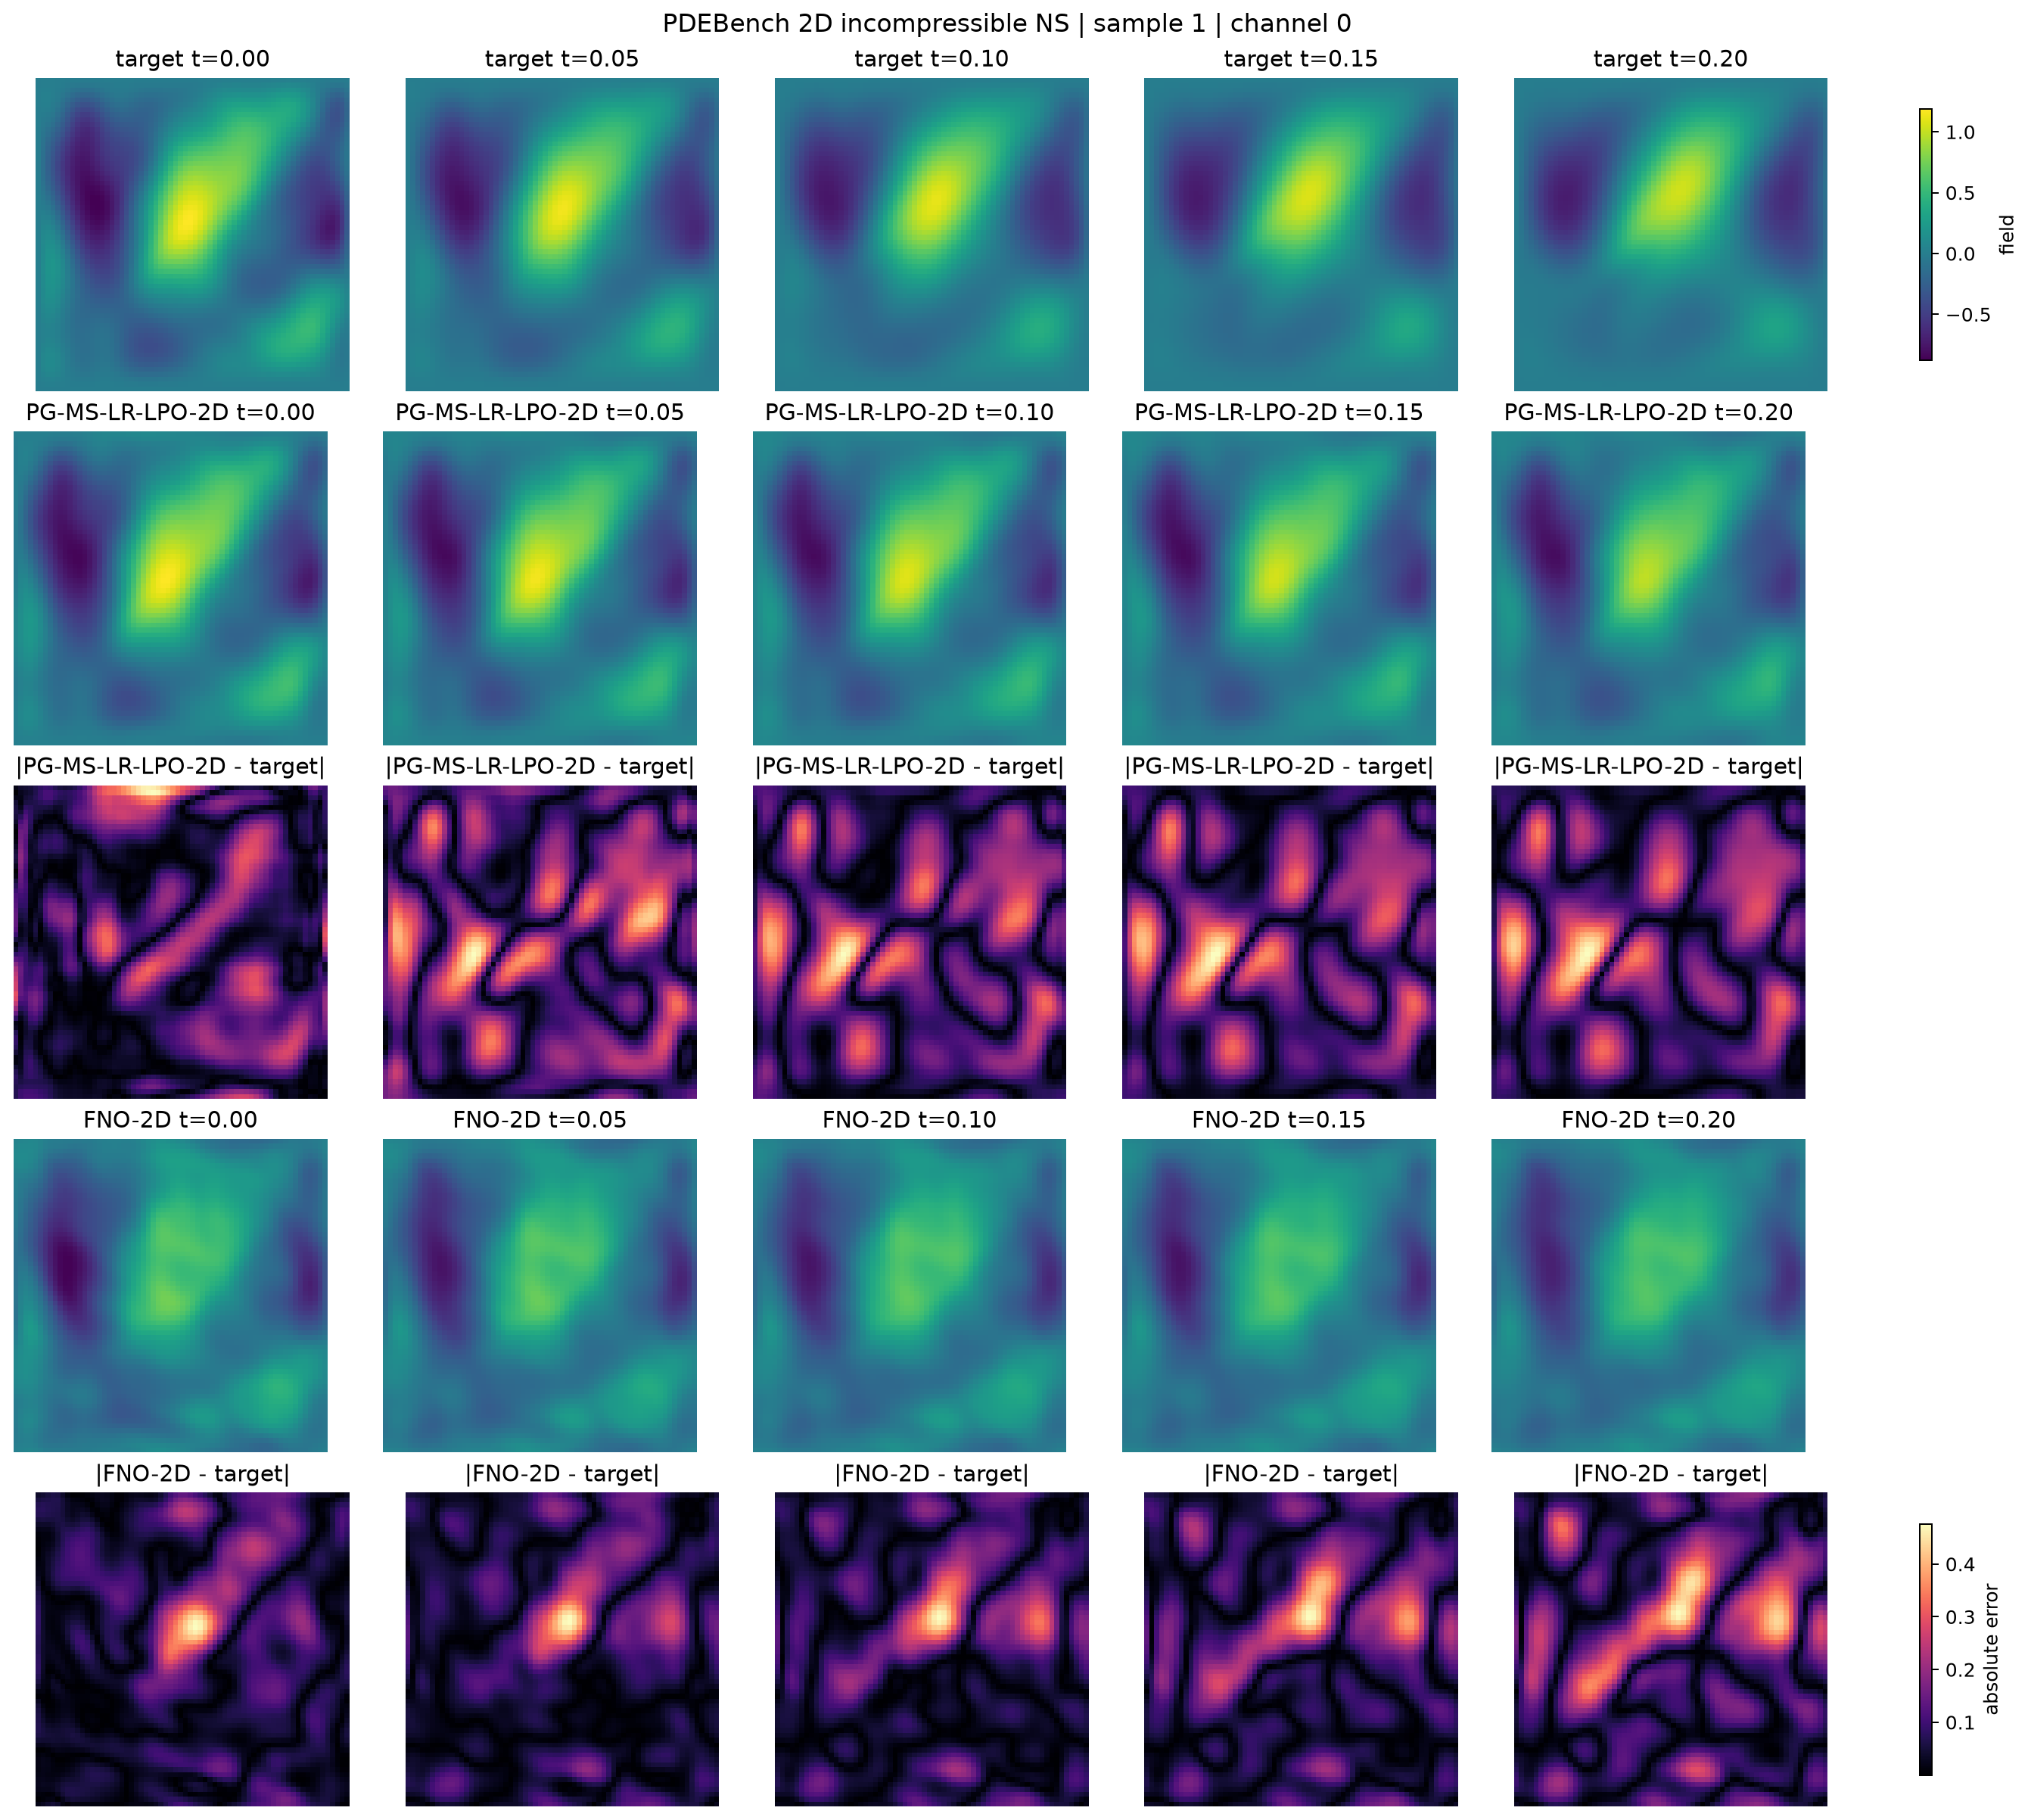 PDEBench 2D incompressible NS | sample 1 | channel 0
target t=0.00
target t=0.05
target t=0.10
target t=0.15
target t=0.20
1.0
0.5
0.0
−0.5
field
PG-MS-LR-LPO-2D t=0.00
PG-MS-LR-LPO-2D t=0.05
PG-MS-LR-LPO-2D t=0.10
PG-MS-LR-LPO-2D t=0.15
PG-MS-LR-LPO-2D t=0.20
|PG-MS-LR-LPO-2D - target|
|PG-MS-LR-LPO-2D - target|
|PG-MS-LR-LPO-2D - target|
|PG-MS-LR-LPO-2D - target|
|PG-MS-LR-LPO-2D - target|
FNO-2D t=0.00
FNO-2D t=0.05
FNO-2D t=0.10
FNO-2D t=0.15
FNO-2D t=0.20
|FNO-2D - target|
|FNO-2D - target|
|FNO-2D - target|
|FNO-2D - target|
|FNO-2D - target|
0.4
0.3
0.2
0.1
absolute error